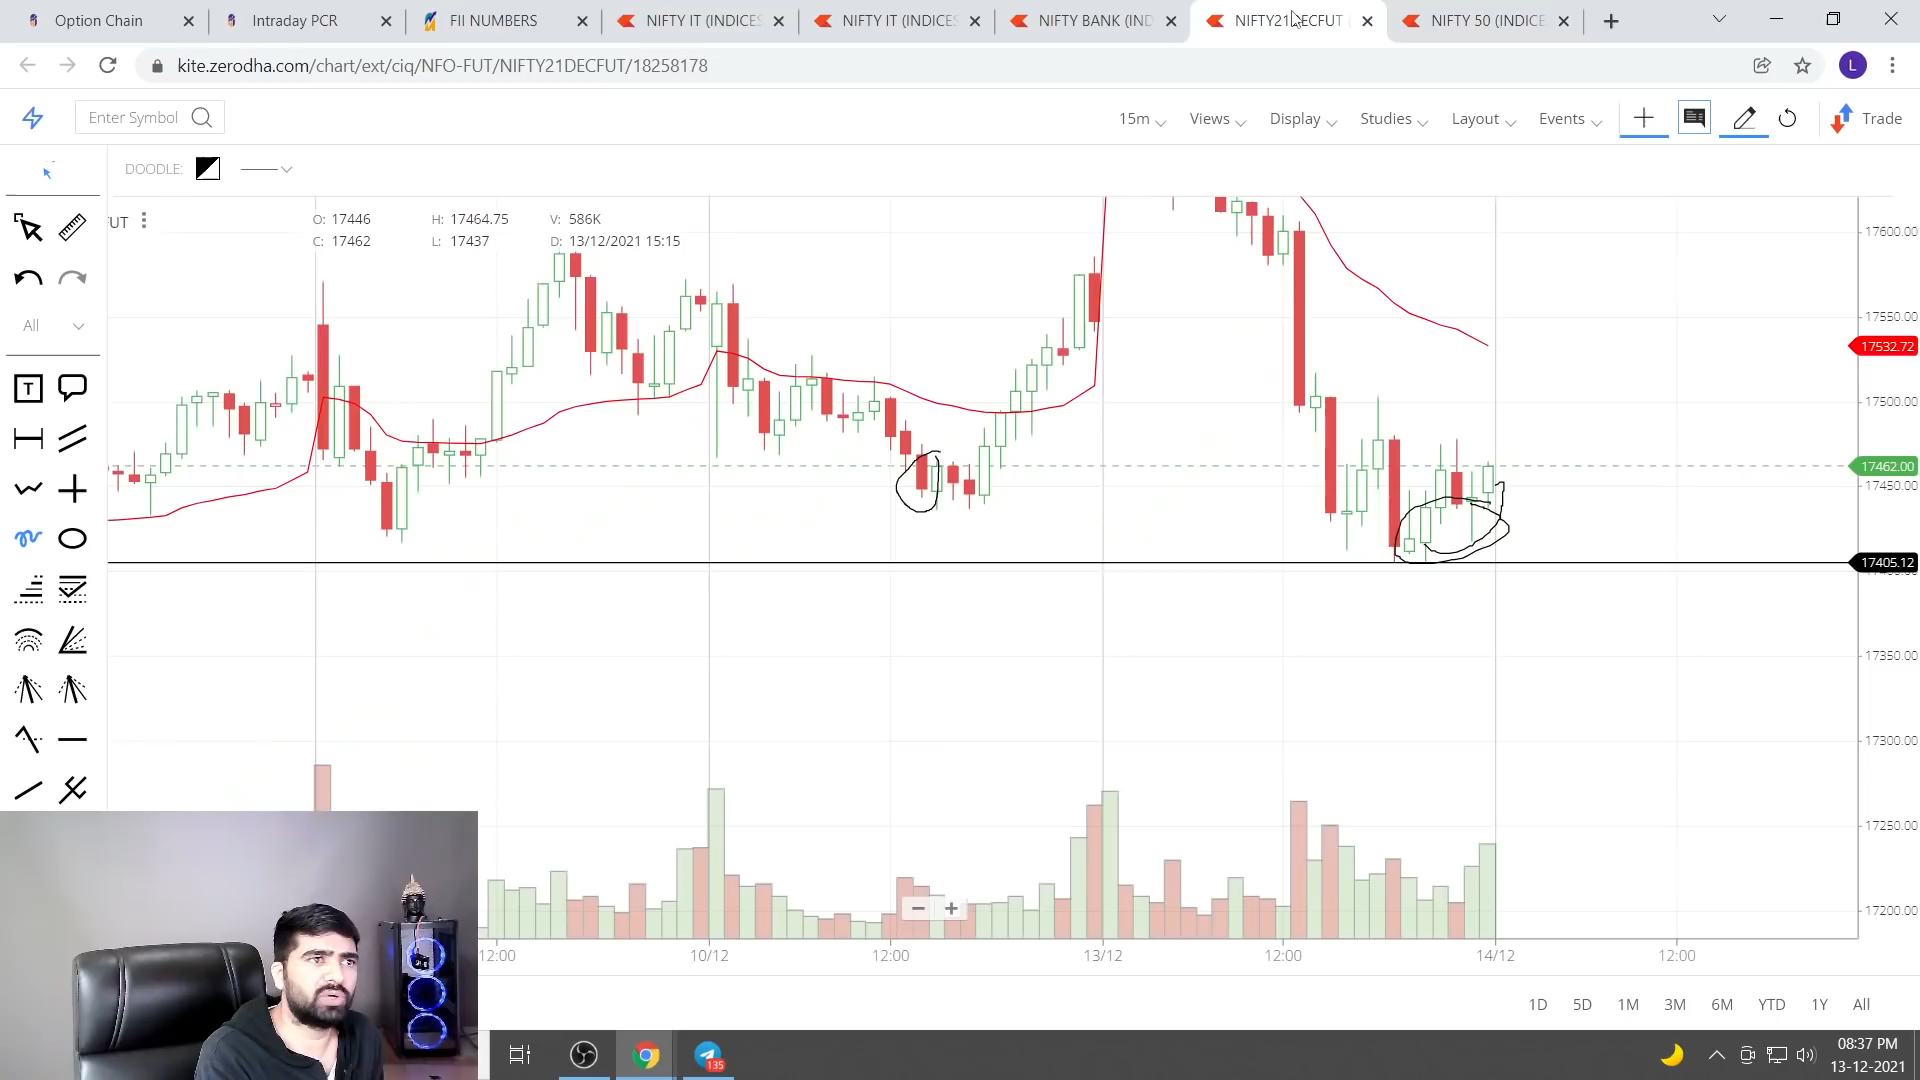 Option Chain
Intraday PCR
FII NUMBERS
NIFTY IT (INDICES
NIFTY IT (INDICES
NIFTY BANK (IND
NIFTY21DECFUT
NIFTY 50 (INDICE
kite.zerodha.com/chart/ext/ciq/NFO-FUT/NIFTY21DECFUT/18258178
L
Enter Symbol
15m
Views
Display
Studies
Layout
Events
Trade
DOODLE:
FUT
O: 17446
H: 17464.75
V: 586K
C: 17462
L: 17437
D: 13/12/2021 15:15
All
T
17600.00
17550.00
17532.72
17500.00
17462.00
17450.00
17405.12
17350.00
17300.00
17250.00
17200.00
12:00
10/12
12:00
13/12
12:00
14/12
12:00
1D
5D
1M
3M
6M
YTD
1Y
All
135
08:37 PM
13-12-2021